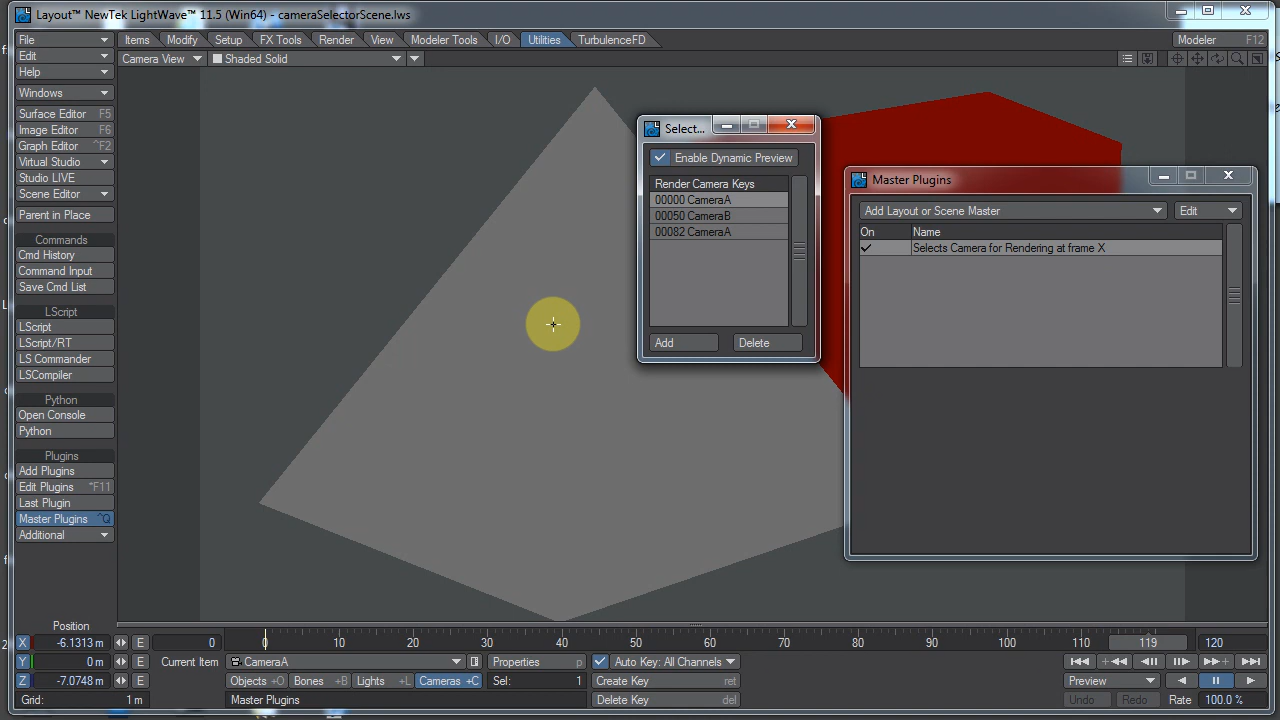 Layout™ NewTek LightWave™ 11.5 (Win64) - cameraSelectorScene.lws
File
Items
Modify
Setup
FX Tools
Render
View
Modeler Tools
I/O
Utilities
TurbulenceFD
Modeler F12
Edit
Camera View
Shaded Solid
Help
Windows
Surface Editor F5
Image Editor F6
Graph Editor ^F2
Virtual Studio
Studio LIVE
Scene Editor
Parent in Place
Commands
Cmd History
Command Input
Save Cmd List
LScript
LScript
LScript/RT
LS Commander
LSCompiler
Python
Open Console
Python
Plugins
Add Plugins
Edit Plugins ^F11
Last Plugin
Master Plugins ^Q
Additional
Select...
Enable Dynamic Preview
Render Camera Keys
00000 CameraA
00050 CameraB
00082 CameraA
Add
Delete
Master Plugins
Add Layout or Scene Master
Edit
On
Name
Selects Camera for Rendering at frame X
Position
X -6.1313 m E
Y 0 m E
Z -7.0748 m E
Grid: 1 m
0
0 10 20 30 40 50 60 70 80 90 100 110 119
120
Current Item
CameraA
Properties p
Auto Key: All Channels
Objects +O
Bones +B
Lights +L
Cameras +C
Sel: 1
Create Key ret
Preview
Master Plugins
Delete Key del
Undo
Redo
Rate 100.0 %